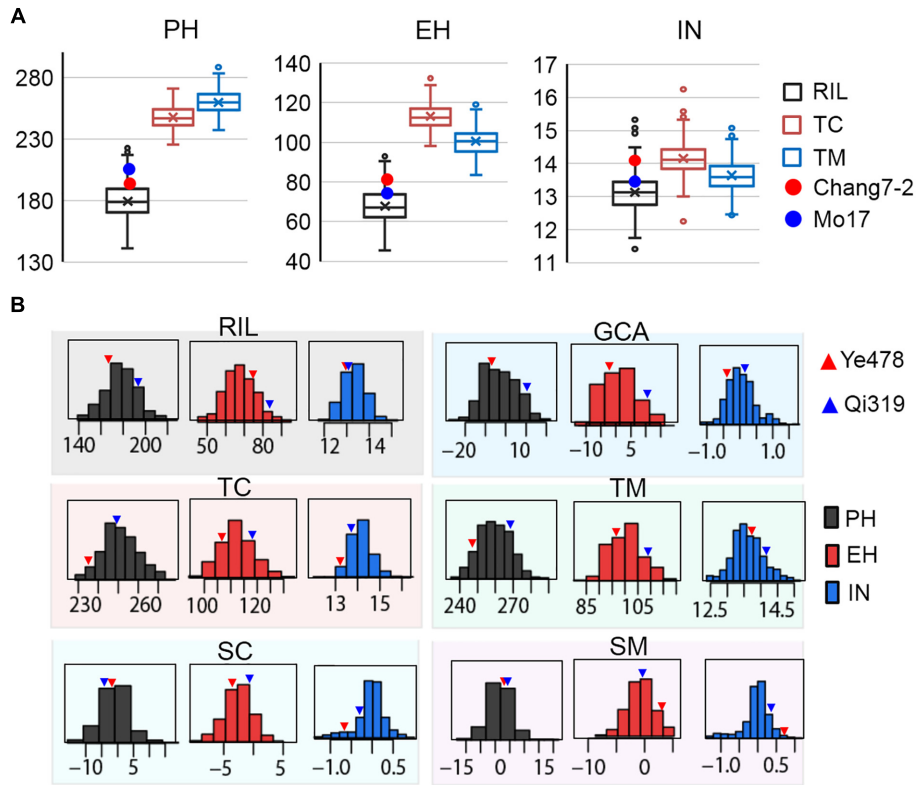 A
PH EH IN
280
230
180
130
140
120
100
80
60
40
17
16
15
14
13
12
11
RIL
TC
TM
Chang7-2
Mo17
B
RIL
140 200 50 80 12 14
GCA
−20 10 −10 5 −1.0 1.0
Ye478
Qi319
TC
230 260 100 120 13 15
TM
240 270 85 105 12.5 14.5
PH
EH
IN
SC
−10 5 −5 5 −1.0 0.5
SM
−15 0 15 −10 0 −1.0 0.5